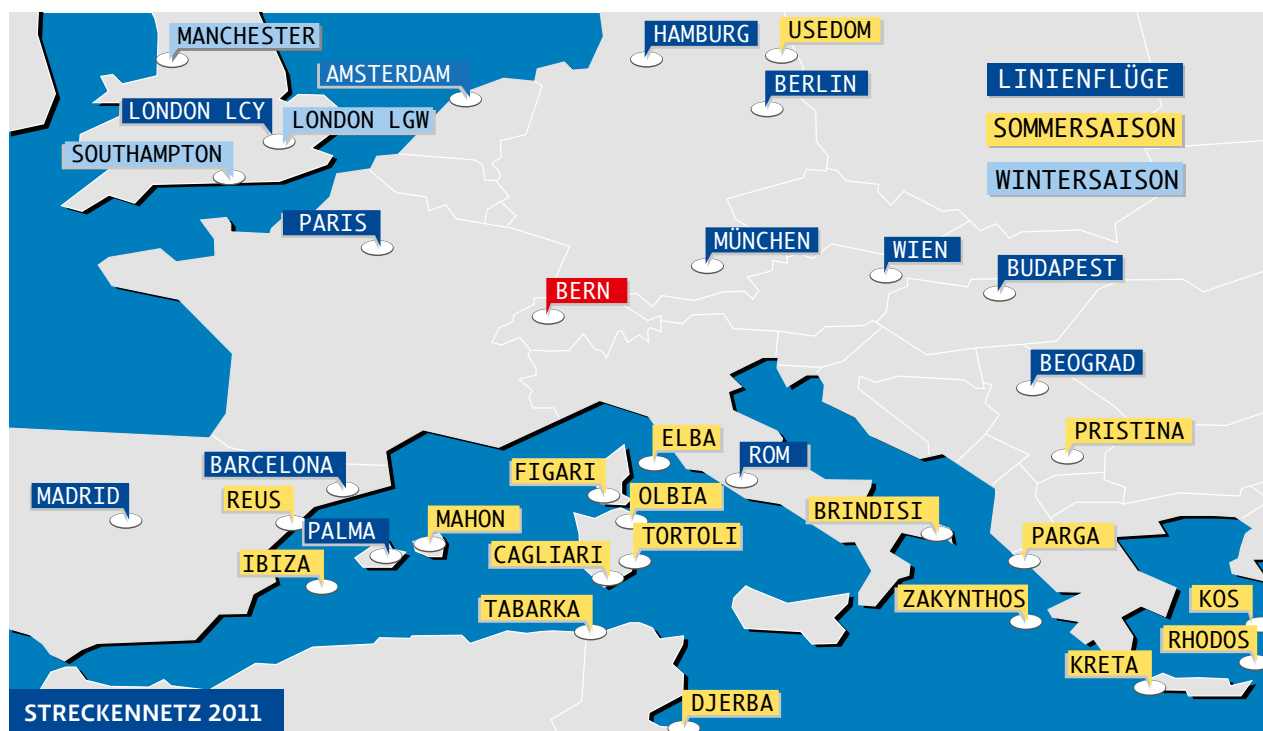 MANCHESTER
HAMBURG
USEDOM
AMSTERDAM
BERLIN
LINIENFLÜGE
LONDON LCY
LONDON LGW
SOMMERSAISON
SOUTHAMPTON
WINTERSAISON
PARIS
MÜNCHEN
WIEN
BUDAPEST
BERN
BEOGRAD
PRISTINA
ELBA
ROM
BARCELONA
FIGARI
MADRID
REUS
OLBIA
MAHON
BRINDISI
PALMA
TORTOLI
PARGA
IBIZA
CAGLIARI
ZAKYNTHOS
KOS
TABARKA
RHODOS
KRETA
DJERBA
STRECKENNETZ 2011